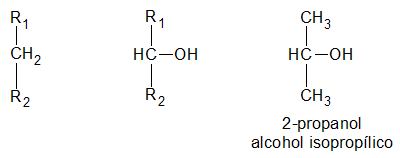 R1
CH2
R2
R1
HC—OH
R2
CH3
HC—OH
CH3
2-propanol
alcohol isopropílico